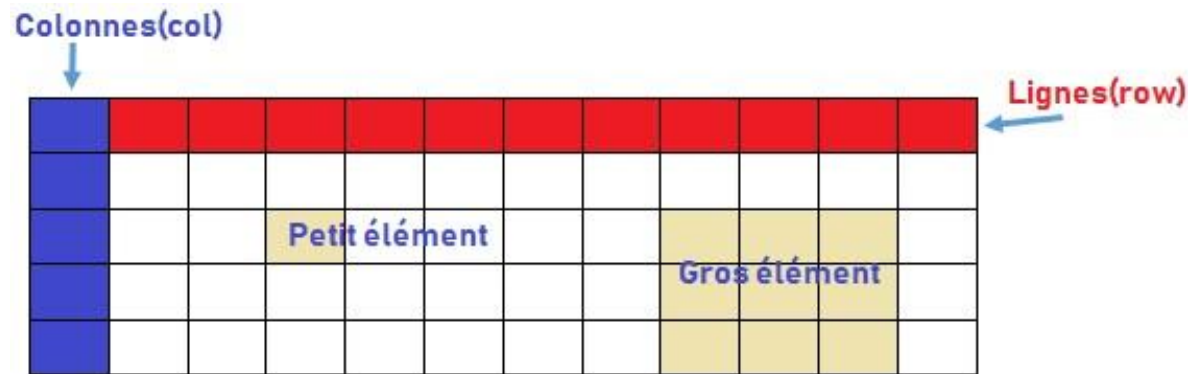 Colonnes(col)
Lignes(row)
Petit élément
Gros élément